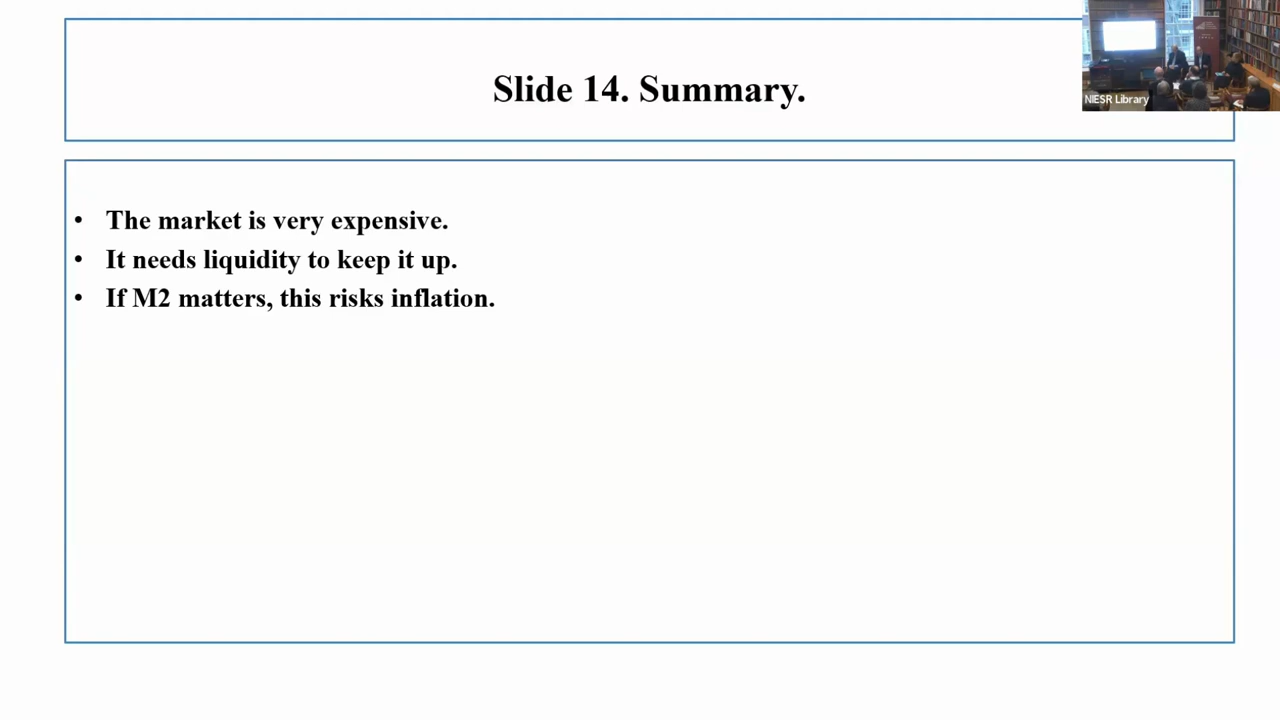 Slide 14. Summary.
NIESR Library
• The market is very expensive.
• It needs liquidity to keep it up.
• If M2 matters, this risks inflation.